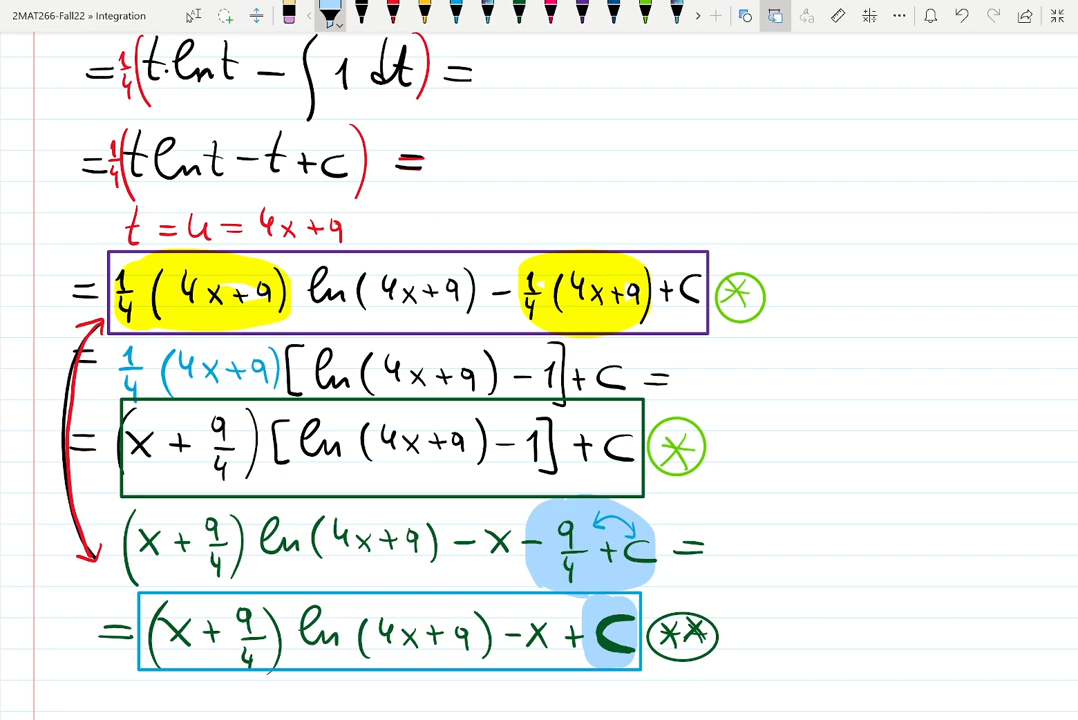 2MAT266-Fall22 » Integration
= 1/4 (t·ln t − ∫ 1 dt) =
= 1/4 (t ln t − t + C) =
t = u = 4x+9
= 1/4 (4x+9) ln(4x+9) − 1/4 (4x+9) + C *
= 1/4 (4x+9) [ln(4x+9) − 1] + C =
= (x + 9/4) [ln(4x+9) − 1] + C *
(x + 9/4) ln(4x+9) − x − 9/4 + C =
= (x + 9/4) ln(4x+9) − x + C **